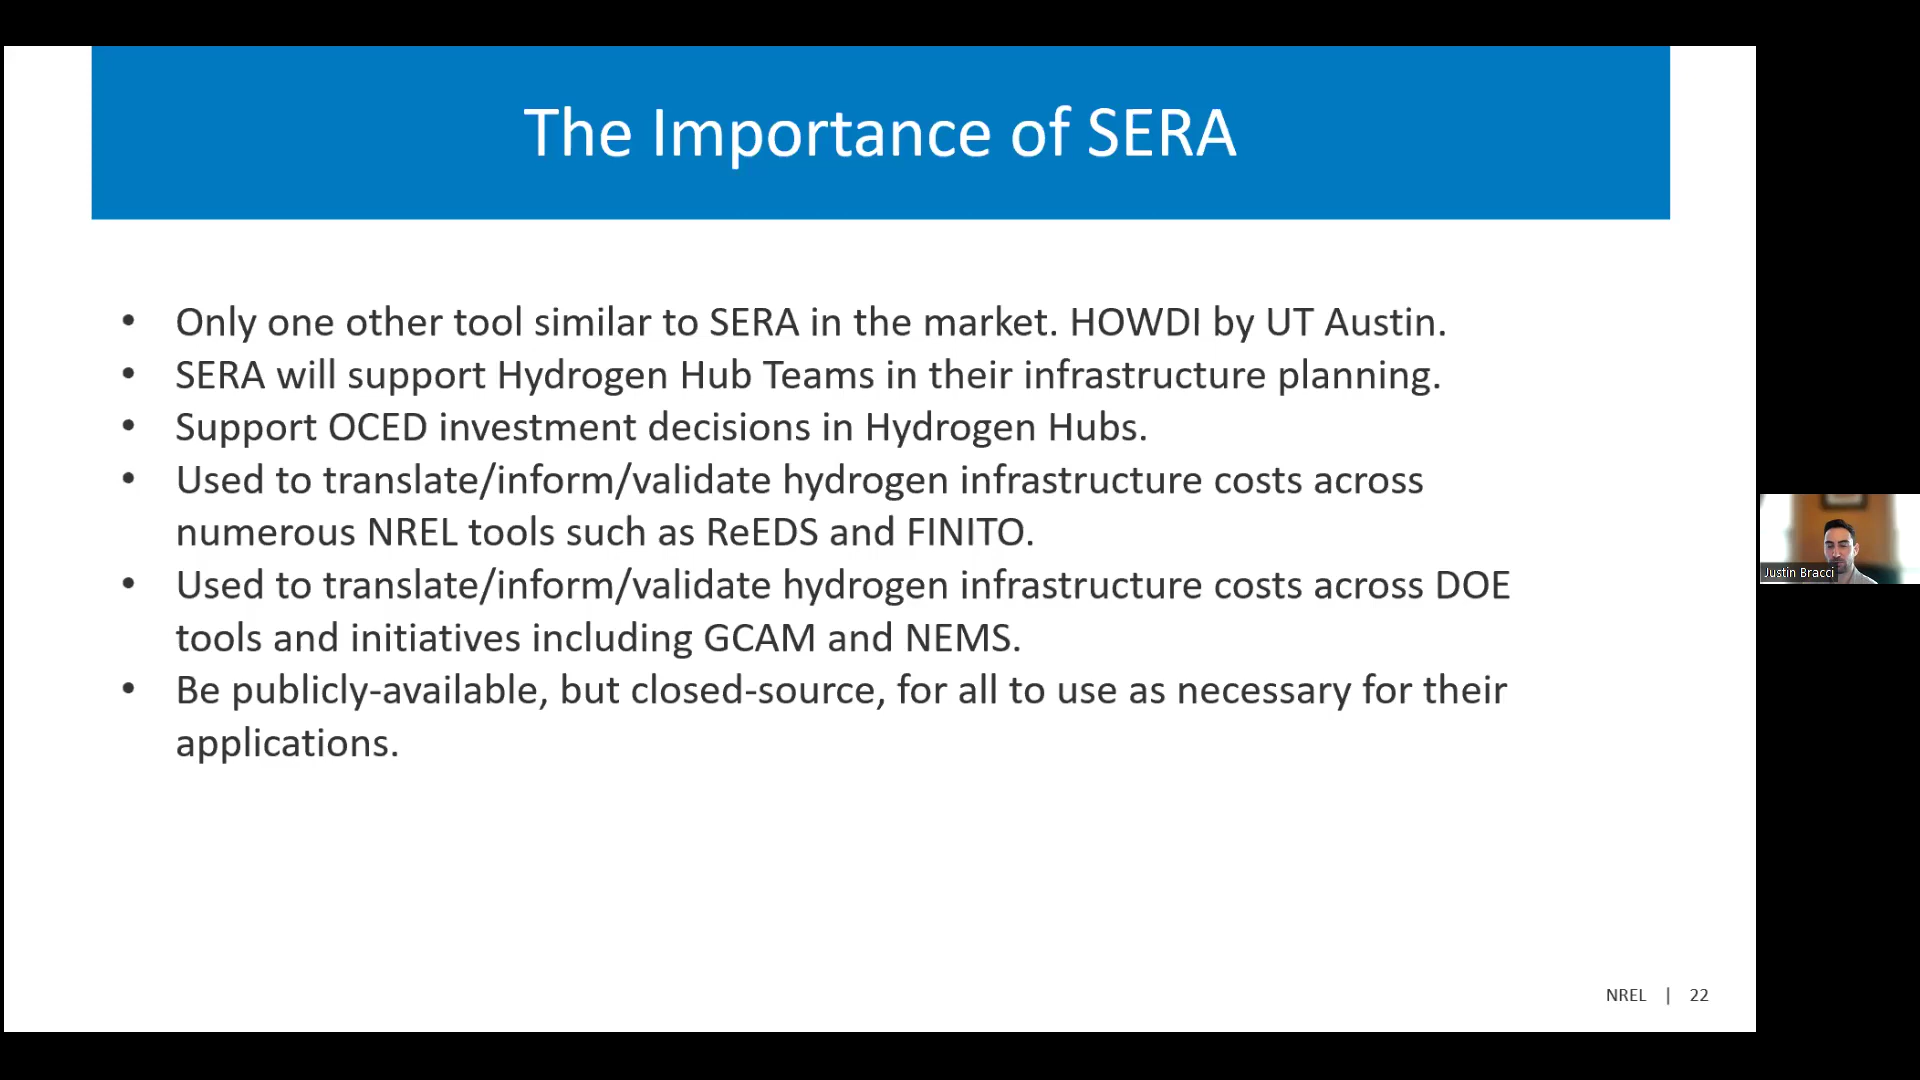 The Importance of SERA
• Only one other tool similar to SERA in the market. HOWDI by UT Austin.
• SERA will support Hydrogen Hub Teams in their infrastructure planning.
• Support OCED investment decisions in Hydrogen Hubs.
• Used to translate/inform/validate hydrogen infrastructure costs across
numerous NREL tools such as ReEDS and FINITO.
• Used to translate/inform/validate hydrogen infrastructure costs across DOE
tools and initiatives including GCAM and NEMS.
• Be publicly-available, but closed-source, for all to use as necessary for their
applications.
Justin Bracci
NREL | 22